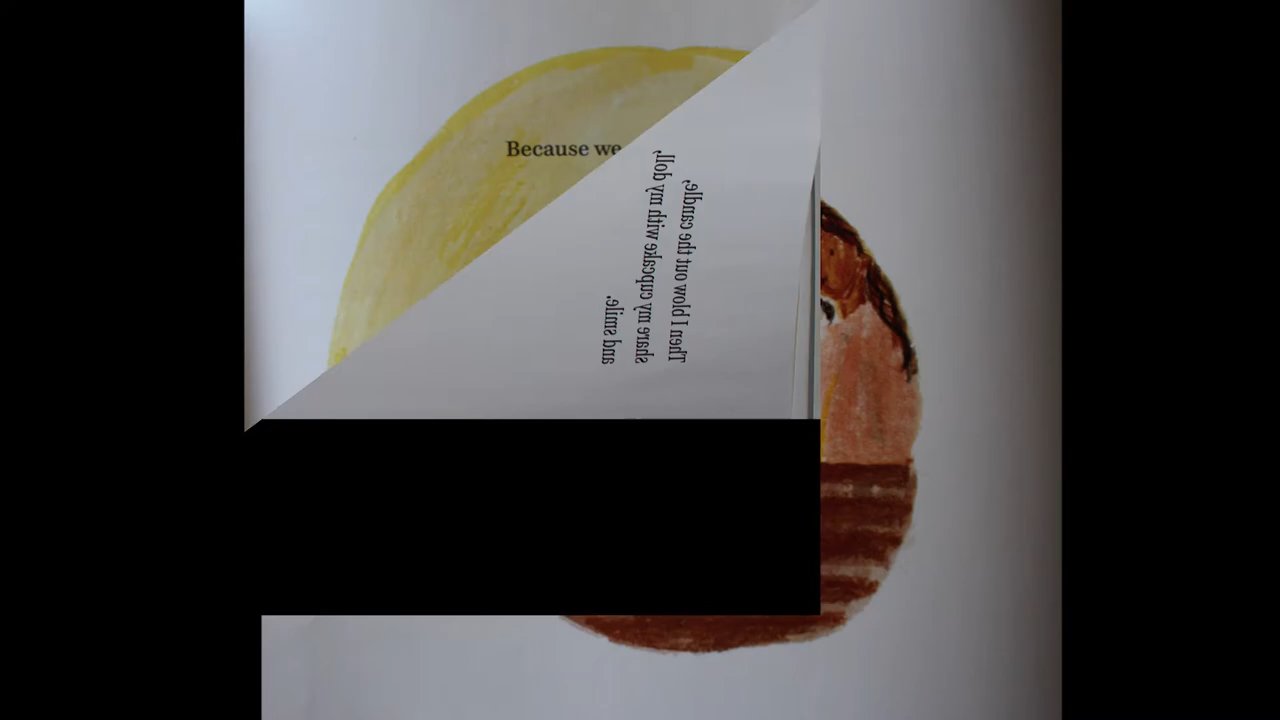 Because we
Then I blow out the candle,
share my cupcake with my doll,
and smile.